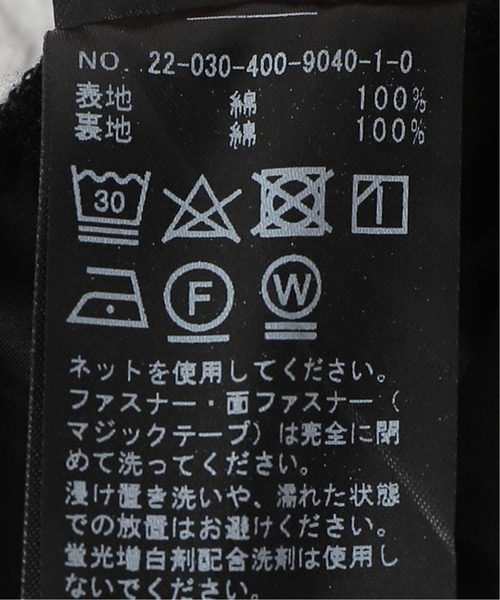 NO. 22-030-400-9040-1-0
表地 綿 100%
裏地 綿 100%
30
F W
ネットを使用してください。
ファスナー・面ファスナー（
マジックテープ）は完全に閉
めて洗ってください。
浸け置き洗いや、濡れた状態
での放置はお避けください。
蛍光増白剤配合洗剤は使用し
ないでください。